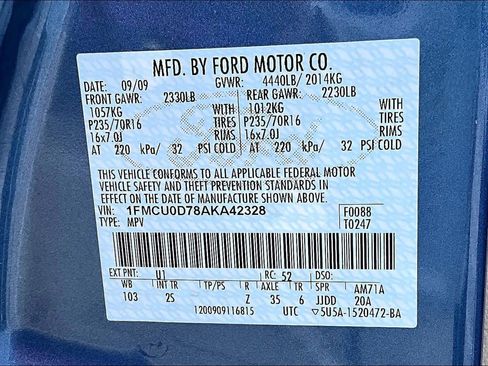 MFD. BY FORD MOTOR CO.
DATE: 09/09 GVWR: 4440LB/ 2014KG
FRONT GAWR: 2330LB REAR GAWR: 2230LB
1057KG 1012KG
P235/70R16 TIRES P235/70R16 TIRES
16x7.0J RIMS 16x7.0J RIMS
AT 220 kPa/ 32 PSI COLD AT 220 kPa/ 32 PSI COLD
THIS VEHICLE CONFORMS TO ALL APPLICABLE FEDERAL MOTOR
VEHICLE SAFETY AND THEFT PREVENTION STANDARDS IN
EFFECT ON THE DATE OF MANUFACTURE SHOWN ABOVE.
VIN: 1FMCU0D78AKA42328 F0088
TYPE: MPV T0247
EXT PNT: U1 RC: 52 DSO:
WB INT TR TP/PS R AXLE TR SPR AM71A
103 2S Z 35 6 JJDD 20A
1200909116815 UTC ▽5U5A-1520472-BA